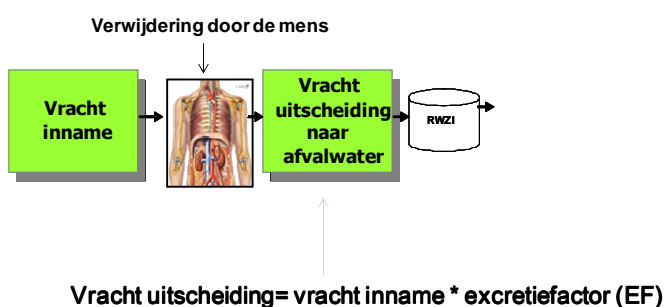 Verwijdering door de mens
Vracht
inname
Vracht
uitscheiding
naar
afvalwater
RWZI
Vracht uitscheiding= vracht inname * excretiefactor (EF)